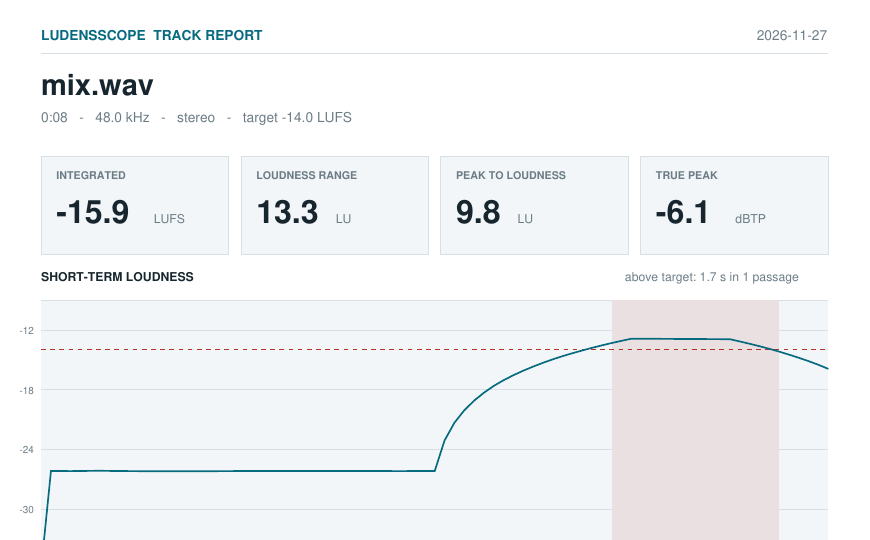 LUDENSSCOPE TRACK REPORT 2026-11-27
mix.wav
0:08 - 48.0 kHz - stereo - target -14.0 LUFS
INTEGRATED LOUDNESS RANGE PEAK TO LOUDNESS TRUE PEAK
-15.9 LUFS 13.3 LU 9.8 LU -6.1 dBTP
SHORT-TERM LOUDNESS above target: 1.7 s in 1 passage
-12
-18
-24
-30